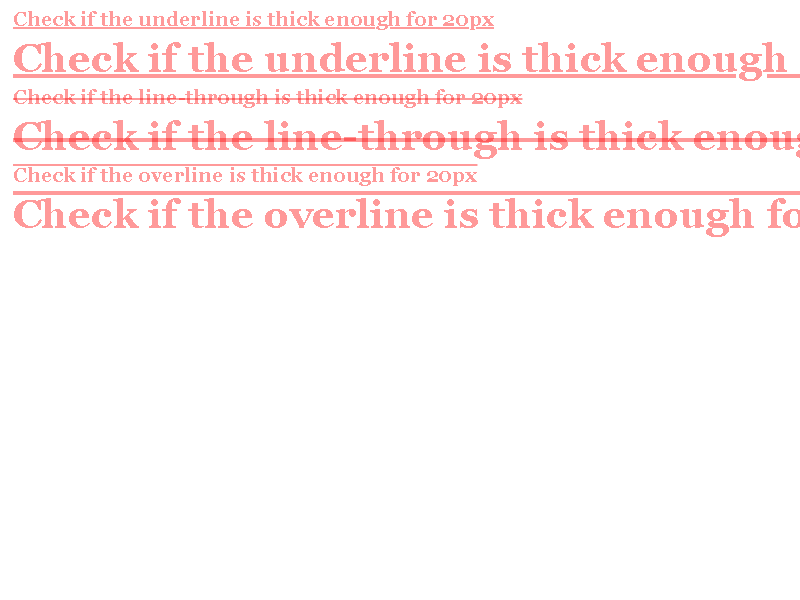 Check if the underline is thick enough for 20px
Check if the underline is thick enough
Check if the line-through is thick enough for 20px
Check if the line-through is thick
Check if the overline is thick enough for 20px
Check if the overline is thick enough